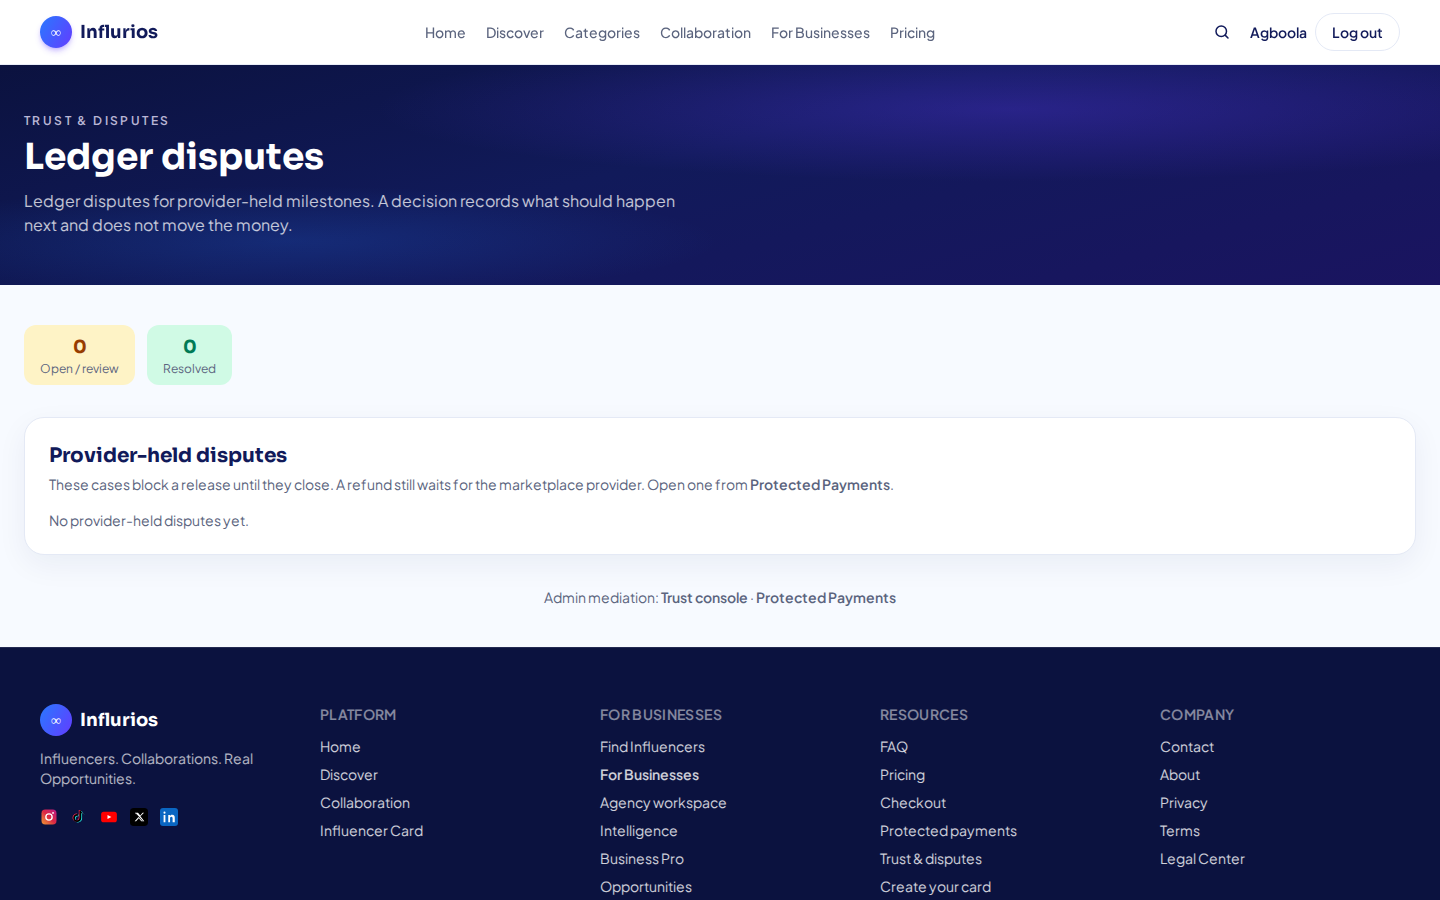 ∞ Influrios
Home Discover Categories Collaboration For Businesses Pricing
Agboola Log out
TRUST & DISPUTES
Ledger disputes
Ledger disputes for provider-held milestones. A decision records what should happen
next and does not move the money.
0
Open / review
0
Resolved
Provider-held disputes
These cases block a release until they close. A refund still waits for the marketplace provider. Open one from Protected Payments.
No provider-held disputes yet.
Admin mediation: Trust console · Protected Payments
∞ Influrios
Influencers. Collaborations. Real
Opportunities.
PLATFORM
Home
Discover
Collaboration
Influencer Card
FOR BUSINESSES
Find Influencers
For Businesses
Agency workspace
Intelligence
Business Pro
Opportunities
RESOURCES
FAQ
Pricing
Checkout
Protected payments
Trust & disputes
Create your card
COMPANY
Contact
About
Privacy
Terms
Legal Center